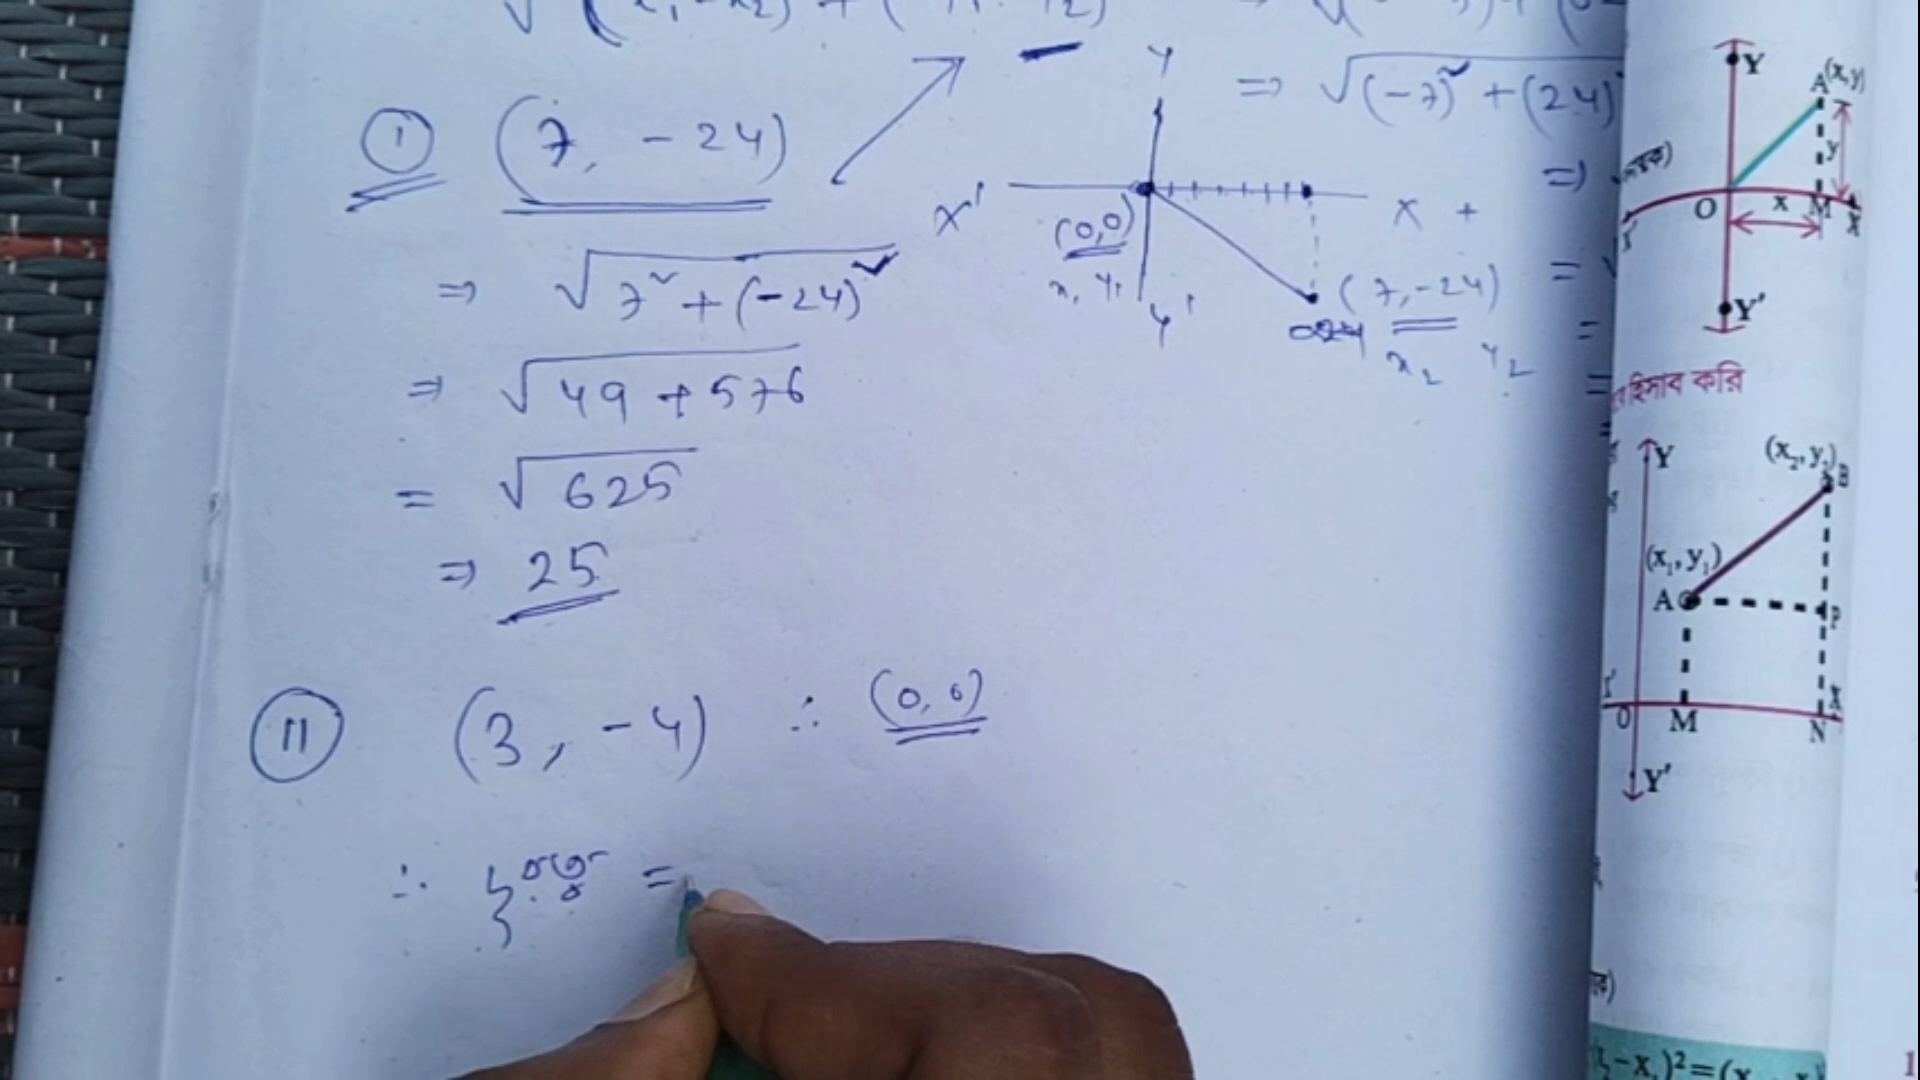 ⇒ √(-7)² + (24)
① (7, -24)
Y
X' X +
(0,0)
x₁ y₁
Y'
(7, -24)
x₂ y₂
⇒ √7² + (-24)²
⇒ √49 + 576
= √625
⇒ 25
(II) (3, -4) ∴ (0,0)
∴ দূরত্ব =
Y
A(x,y)
y
O x M X
X'
Y'
হিসাব করি
Y
(x₂, y₂) B
(x₁, y₁)
A P
O M N X
Y'